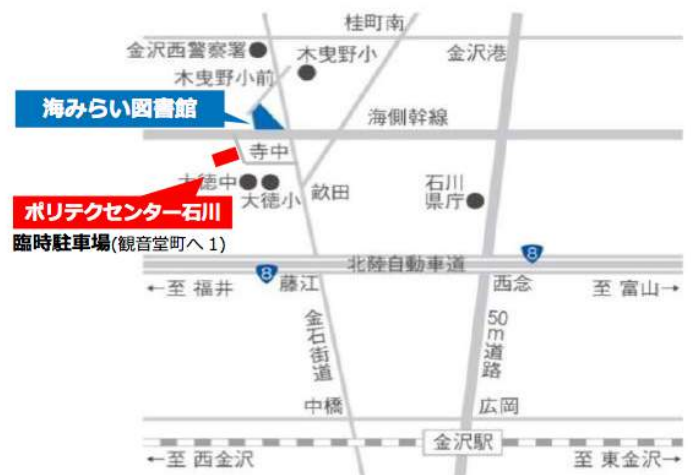 桂町南
金沢西警察署
木曳野小
金沢港
木曳野小前
海みらい図書館
海側幹線
寺中
大徳中
大徳小
畝田
石川
県庁
ポリテクセンター石川
臨時駐車場(観音堂町へ 1)
8
北陸自動車道
8
←至 福井
藤江
西念
至 富山→
金石街道
50m道路
中橋
広岡
金沢駅
←至 西金沢
至 東金沢→